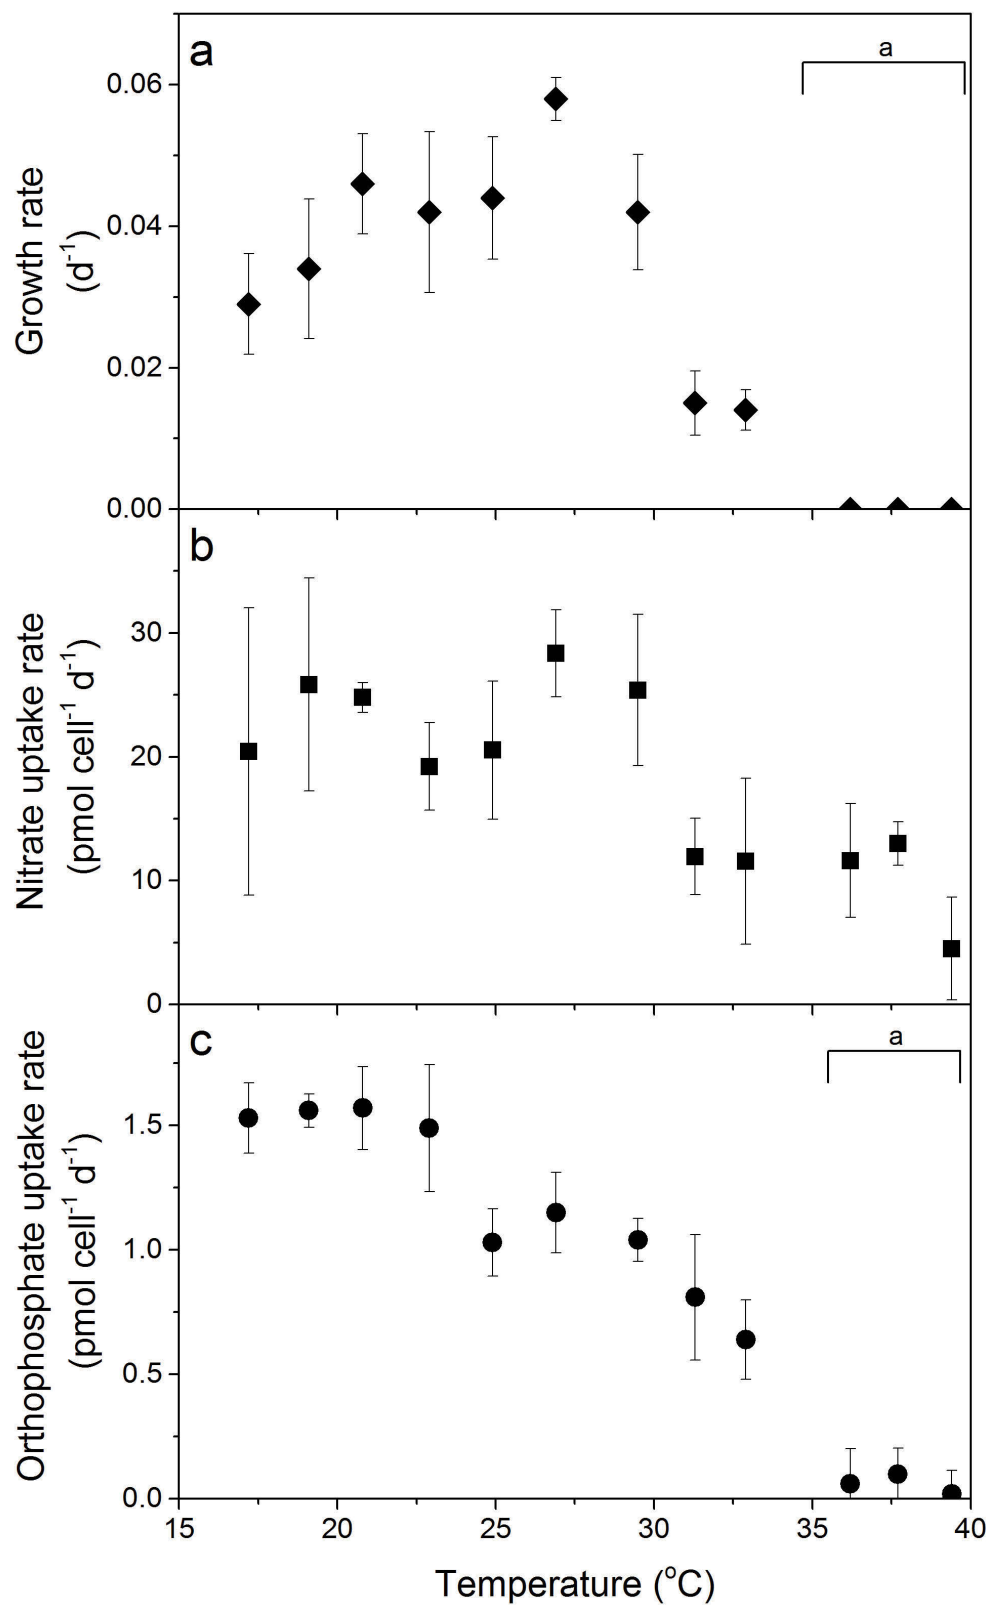 a
a
0.06
0.04
0.02
0.00
Growth rate
(d⁻¹)
b
30
20
10
0
Nitrate uptake rate
(pmol cell⁻¹ d⁻¹)
c
a
1.5
1.0
0.5
0.0
Orthophosphate uptake rate
(pmol cell⁻¹ d⁻¹)
15 20 25 30 35 40
Temperature (°C)